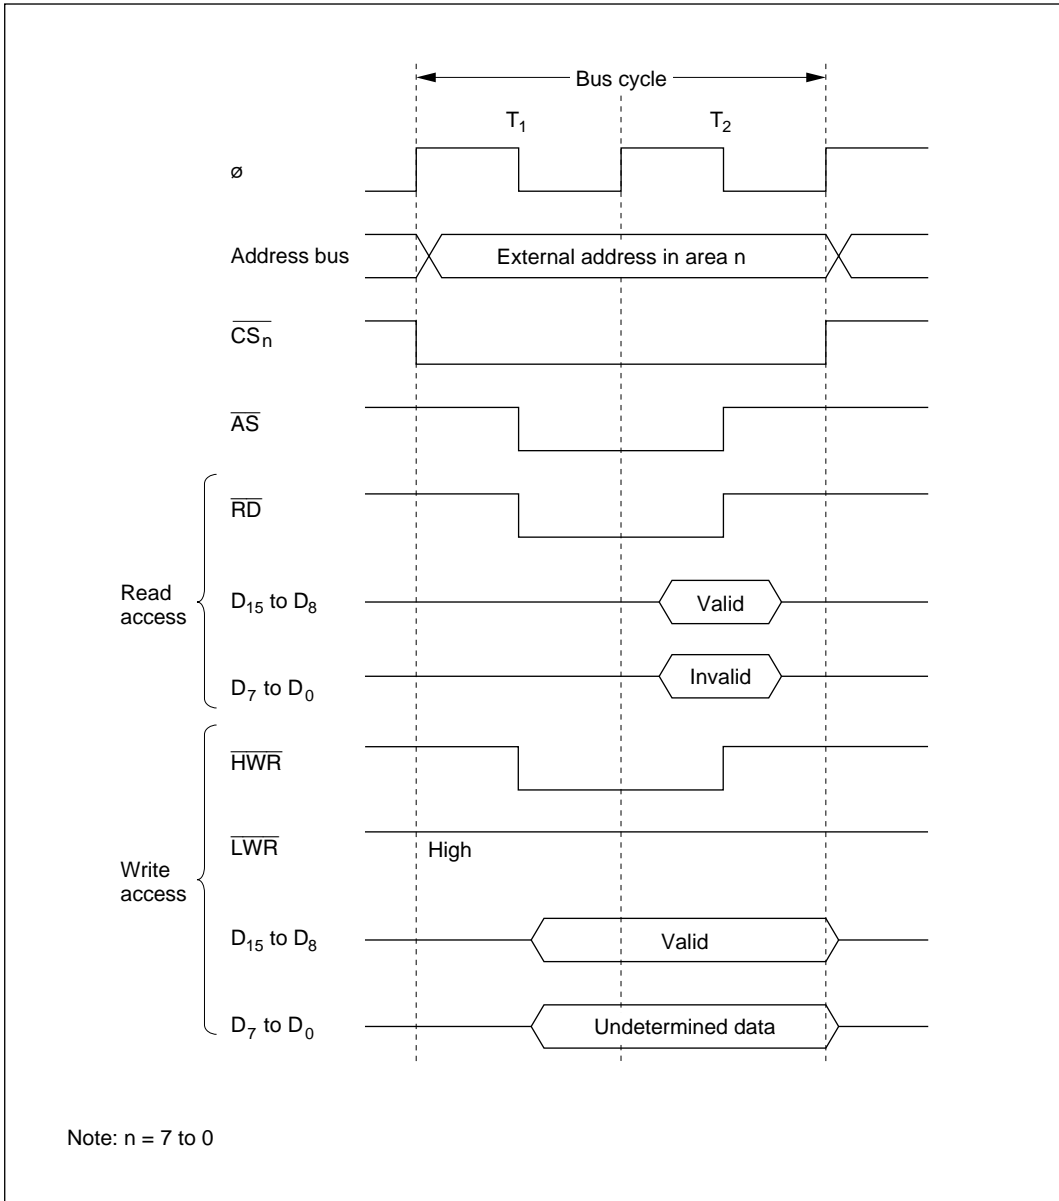 Bus cycle
T1 T2
ø
Address bus External address in area n
CSn
AS
RD
Read access
D15 to D8 Valid
D7 to D0 Invalid
HWR
LWR High
Write access
D15 to D8 Valid
D7 to D0 Undetermined data
Note: n = 7 to 0